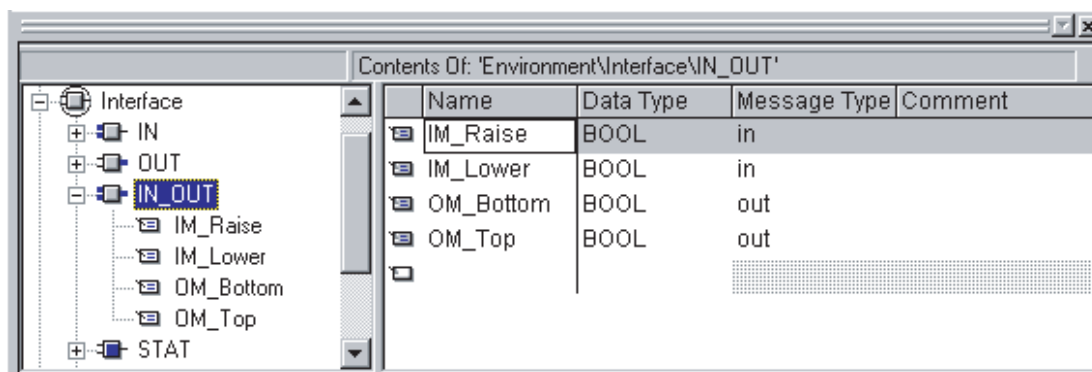 Contents Of: 'Environment\Interface\IN_OUT'
Interface
IN
OUT
IN_OUT
IM_Raise
IM_Lower
OM_Bottom
OM_Top
STAT
Name Data Type Message Type Comment
IM_Raise BOOL in
IM_Lower BOOL in
OM_Bottom BOOL out
OM_Top BOOL out